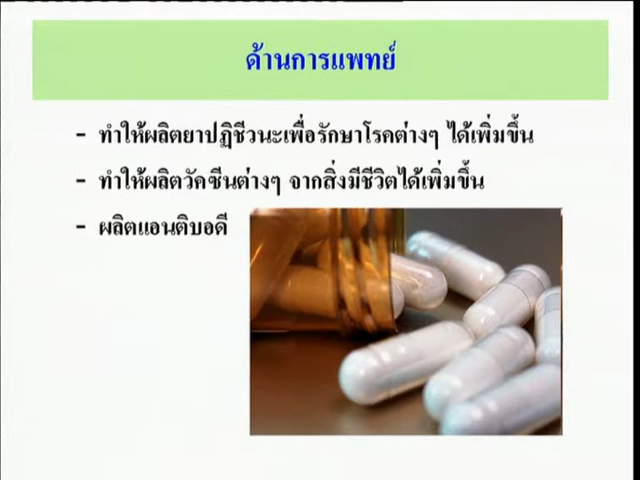 ด้านการแพทย์
- ทำให้ผลิตยาปฏิชีวนะเพื่อรักษาโรคต่างๆ ได้เพิ่มขึ้น
- ทำให้ผลิตวัคซีนต่างๆ จากสิ่งมีชีวิตได้เพิ่มขึ้น
- ผลิตแอนติบอดี